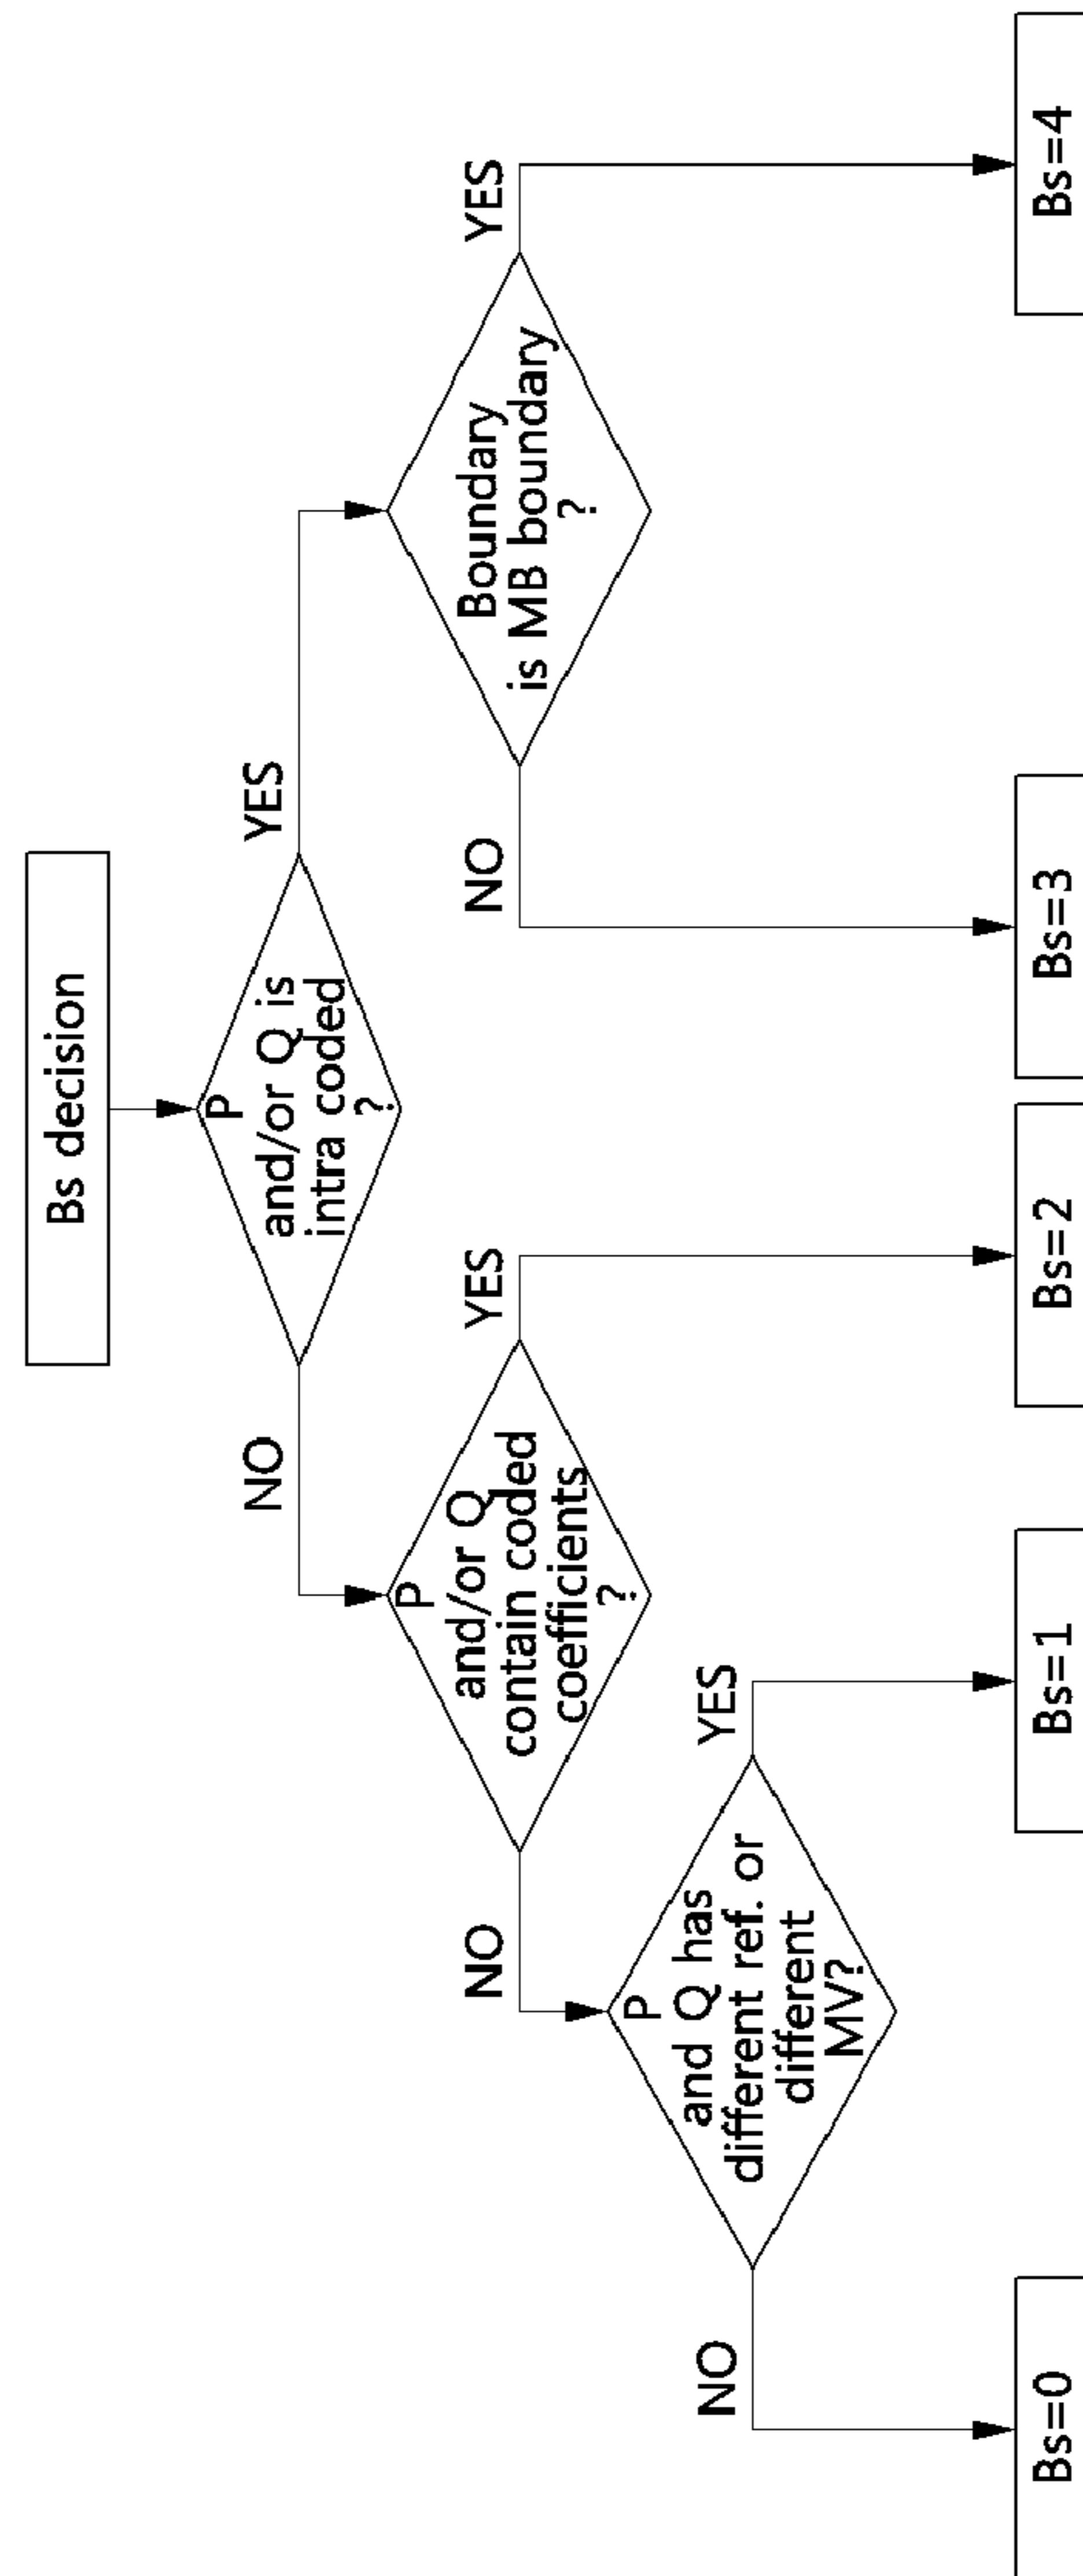 Bs decision
P
and/or Q is
intra coded
?
NO
YES
P
and/or Q
contain coded
coefficients
?
Boundary
is MB boundary
?
NO
YES
NO
YES
P
and Q has
different ref. or
different
MV?
NO
YES
Bs=0
Bs=1
Bs=2
Bs=3
Bs=4